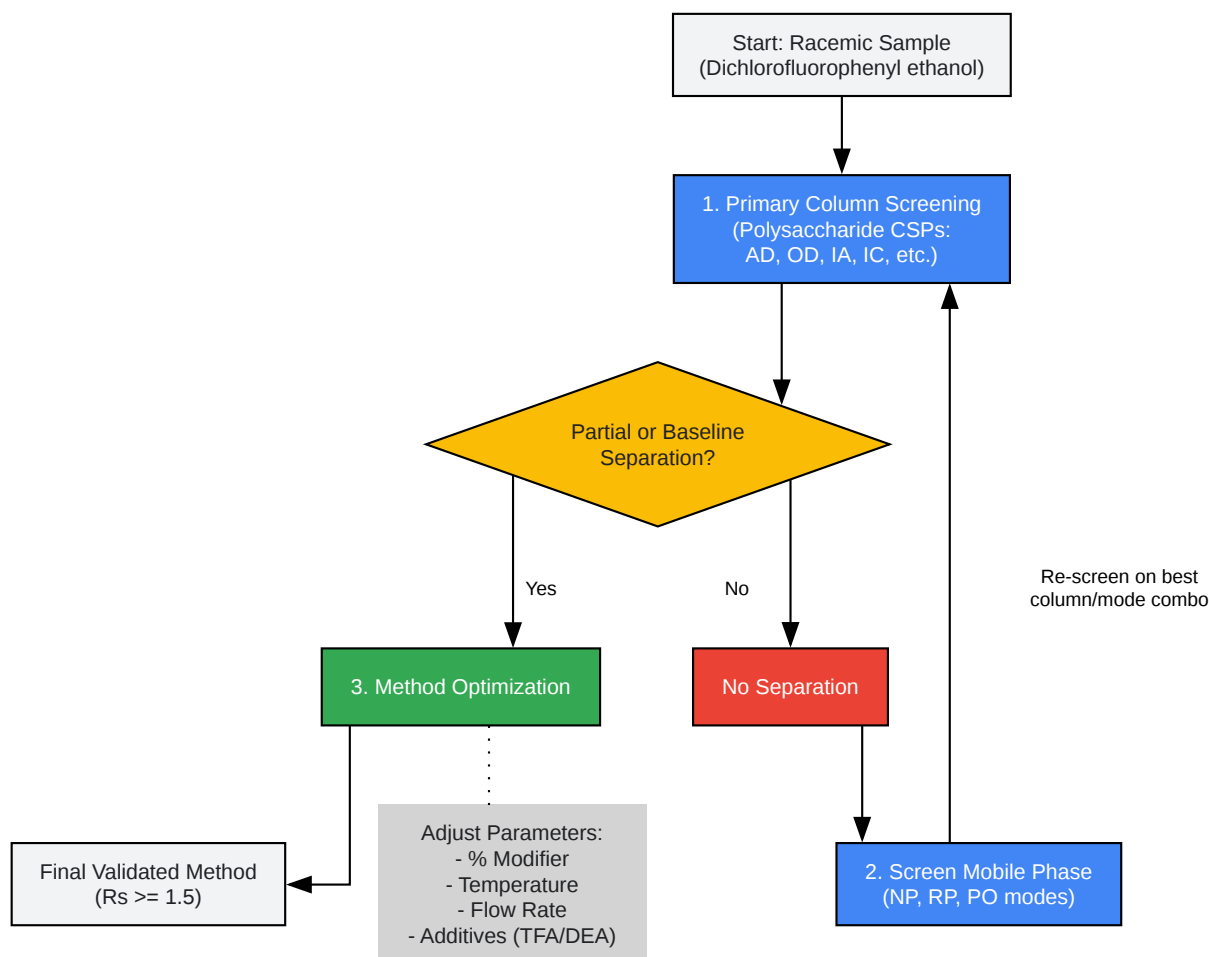 Start: Racemic Sample
(Dichlorofluorophenyl ethanol)
1. Primary Column Screening
(Polysaccharide CSPs:
AD, OD, IA, IC, etc.)
Partial or Baseline
Separation?
Yes
No
Re-screen on best
column/mode combo
3. Method Optimization
No Separation
Adjust Parameters:
- % Modifier
- Temperature
- Flow Rate
- Additives (TFA/DEA)
Final Validated Method
(Rs >= 1.5)
2. Screen Mobile Phase
(NP, RP, PO modes)